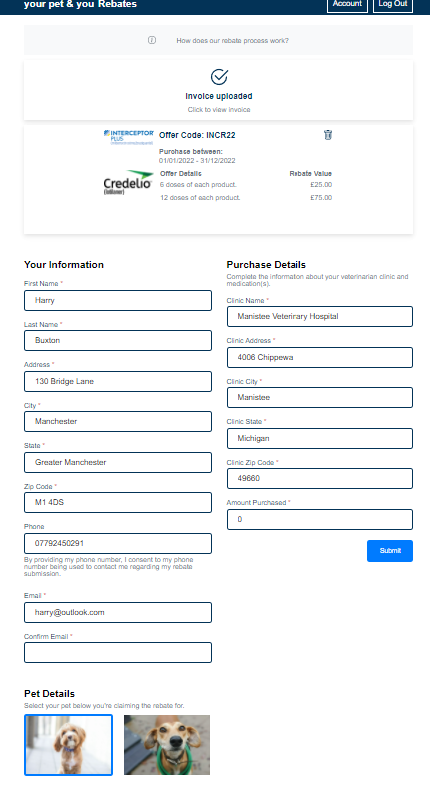 your pet & you Rebates
Account
Log Out
How does our rebate process work?
Invoice uploaded
Click to view invoice
INTERCEPTOR
PLUS
Offer Code: INCR22
Purchase between:
01/01/2022 - 31/12/2022
Credelio
Offer Details
Rebate Value
6 doses of each product.
£25.00
12 doses of each product.
£75.00
Your Information
First Name *
Harry
Last Name *
Buxton
Address *
130 Bridge Lane
City *
Manchester
State *
Greater Manchester
Zip Code *
M1 4DS
Phone
07792450291
By providing my phone number, I consent to my phone
number being used to contact me regarding my rebate
submission.
Email *
harry@outlook.com
Confirm Email *
Purchase Details
Complete the informaton about your veterinarian clinic and
medication(s).
Clinic Name *
Manistee Veterirary Hospital
Clinic Address *
4006 Chippewa
Clinic City *
Manistee
Clinic State *
Michigan
Clinic Zip Code *
49660
Amount Purchased *
0
Submit
Pet Details
Select your pet below you're claiming the rebate for.